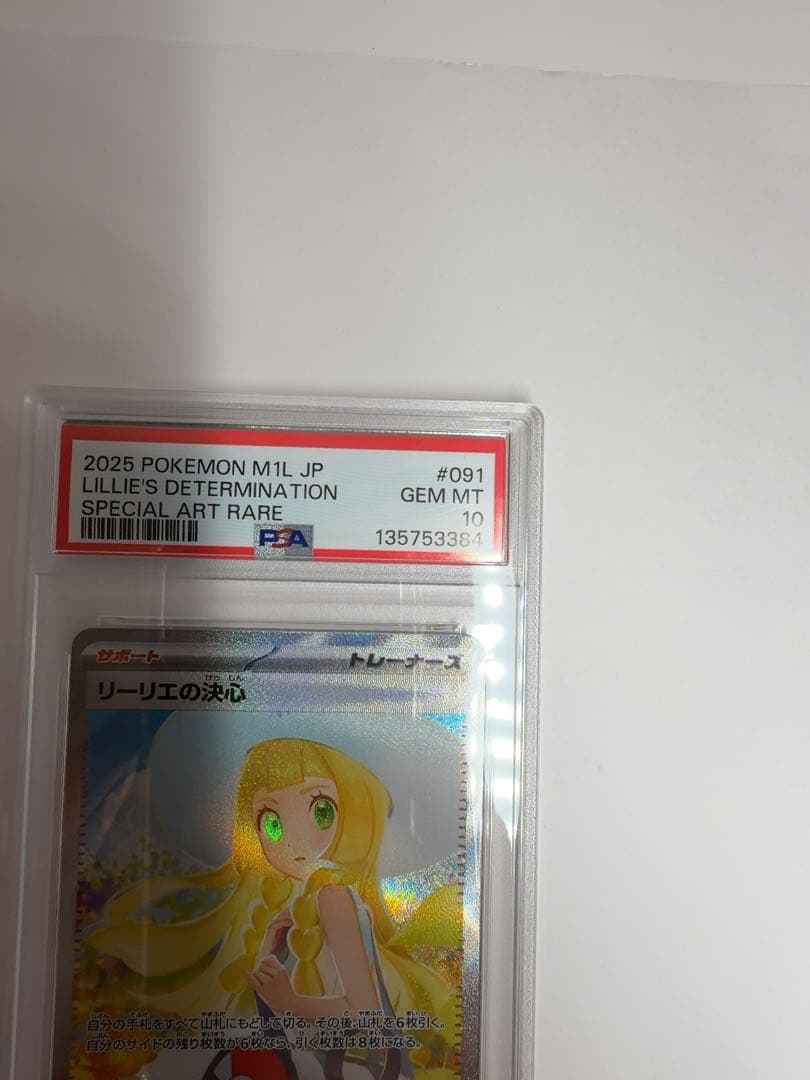 2025 POKEMON M1L JP #091
LILLIE'S DETERMINATION GEM MT
SPECIAL ART RARE 10
PSA 135753384
サポート トレーナーズ
リーリエの決心
自分の手札をすべて山札にもどして切る。その後、山札を6枚引く。
自分のサイドの残り枚数が6枚なら、引く枚数は8枚になる。